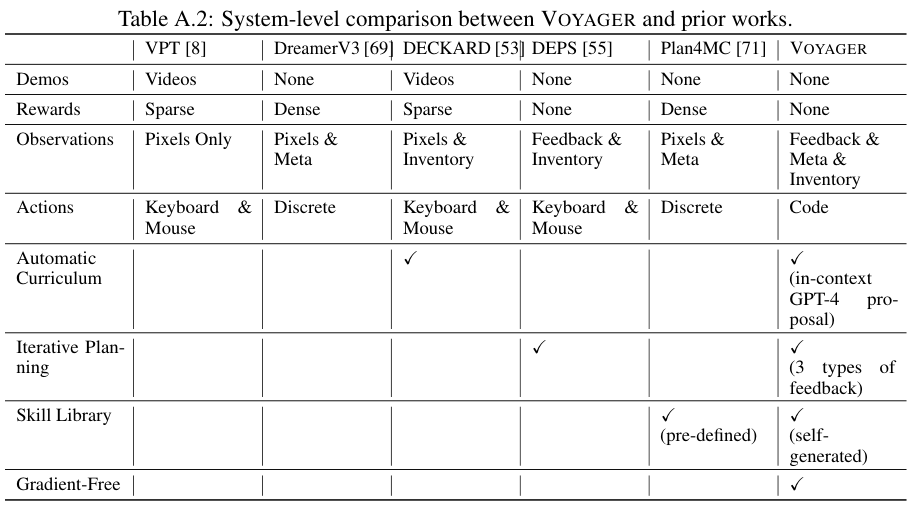 Table A.2: System-level comparison between VOYAGER and prior works.
VPT [8] DreamerV3 [69] DECKARD [53] DEPS [55] Plan4MC [71] VOYAGER
Demos Videos None Videos None None None
Rewards Sparse Dense Sparse None Dense None
Observations Pixels Only Pixels & Pixels & Feedback & Pixels & Feedback &
Meta Inventory Inventory Meta Meta &
Inventory
Actions Keyboard & Discrete Keyboard & Keyboard & Discrete Code
Mouse Mouse Mouse
Automatic ✓ ✓
Curriculum (in-context
GPT-4 pro-
posal)
Iterative Plan- ✓ ✓
ning (3 types of
feedback)
Skill Library ✓ ✓
(pre-defined) (self-
generated)
Gradient-Free ✓